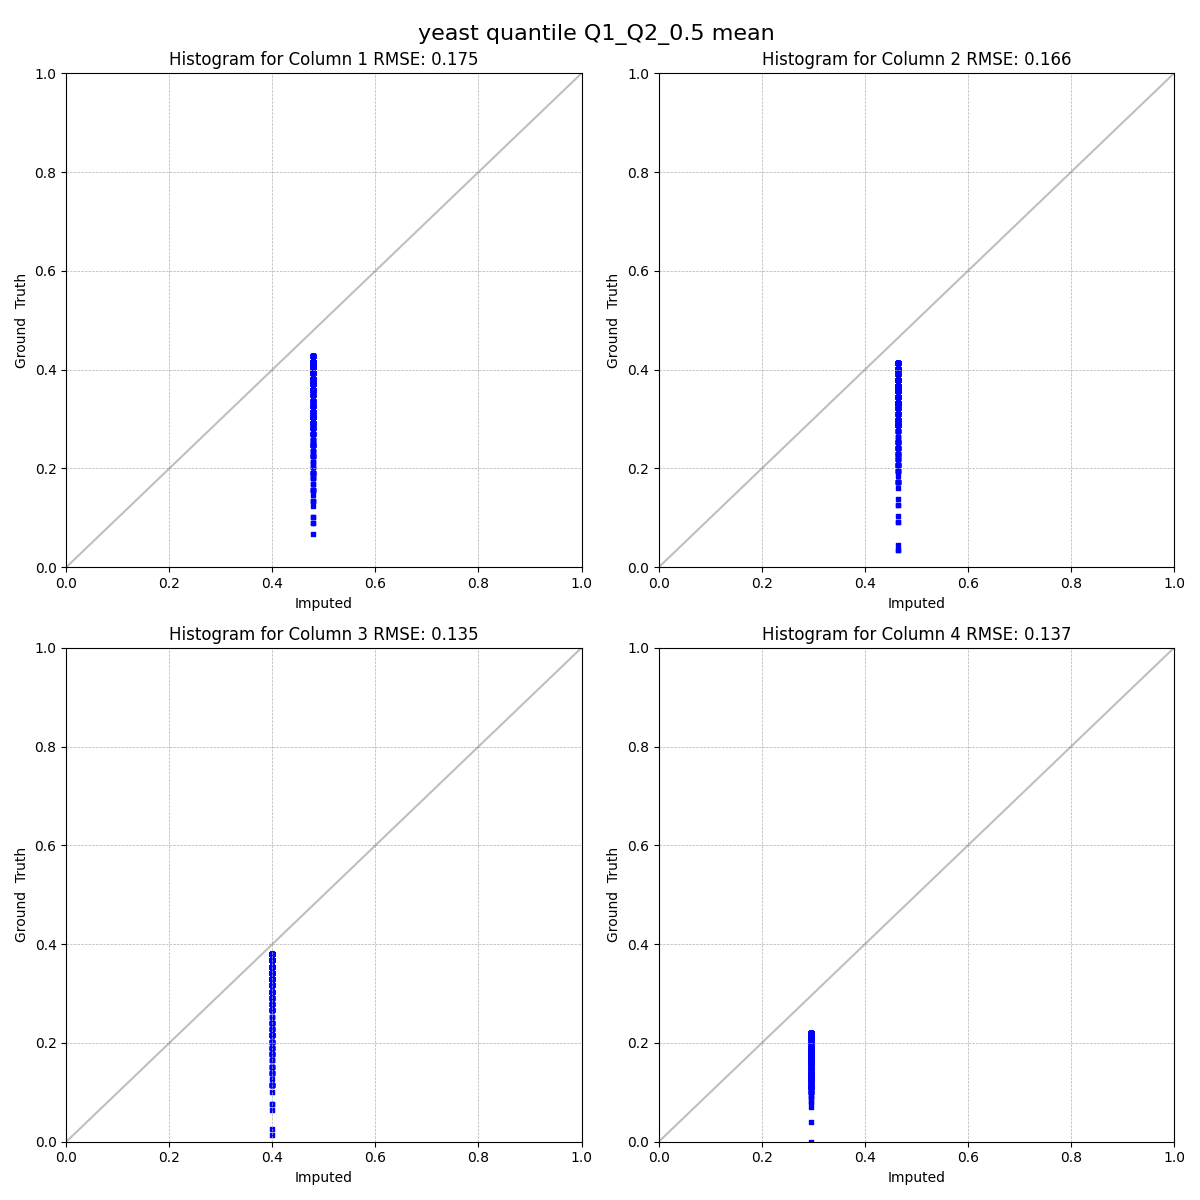 yeast quantile Q1_Q2_0.5 mean
Histogram for Column 1 RMSE: 0.175
1.0
0.8
0.6
0.4
0.2
0.0
Ground Truth
0.0 0.2 0.4 0.6 0.8 1.0
Imputed
Histogram for Column 2 RMSE: 0.166
1.0
0.8
0.6
0.4
0.2
0.0
Ground Truth
0.0 0.2 0.4 0.6 0.8 1.0
Imputed
Histogram for Column 3 RMSE: 0.135
1.0
0.8
0.6
0.4
0.2
0.0
Ground Truth
0.0 0.2 0.4 0.6 0.8 1.0
Imputed
Histogram for Column 4 RMSE: 0.137
1.0
0.8
0.6
0.4
0.2
0.0
Ground Truth
0.0 0.2 0.4 0.6 0.8 1.0
Imputed